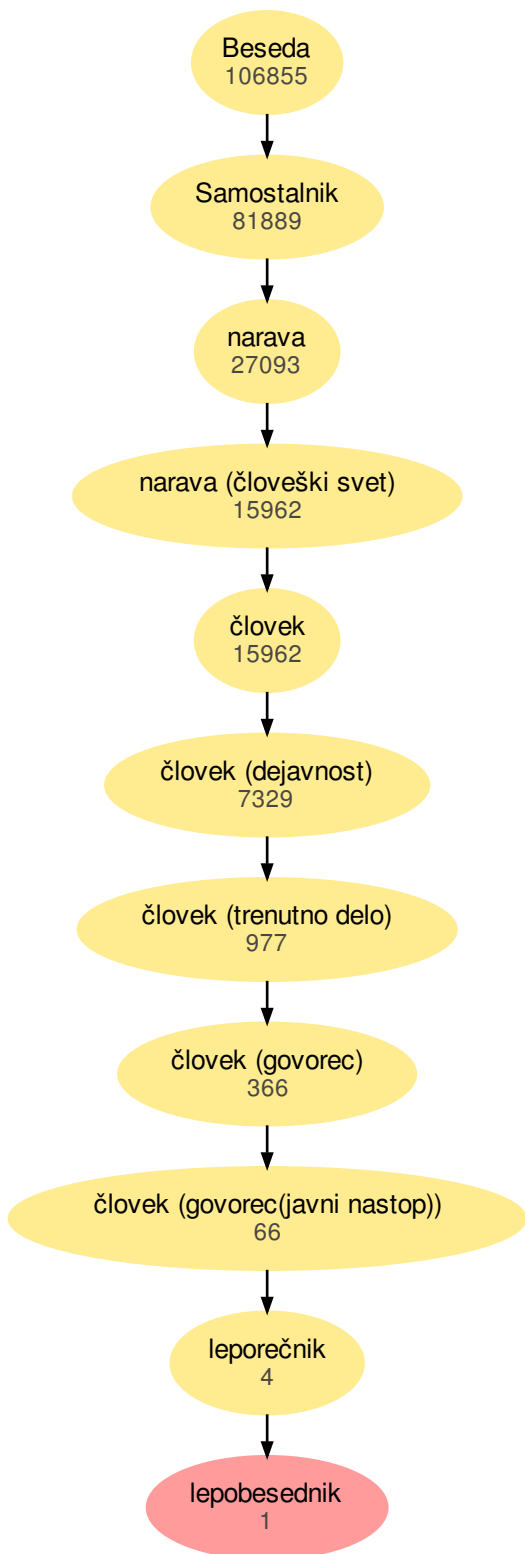 Beseda
106855
Samostalnik
81889
narava
27093
narava (človeški svet)
15962
človek
15962
človek (dejavnost)
7329
človek (trenutno delo)
977
človek (govorec)
366
človek (govorec(javni nastop))
66
leporečnik
4
lepobesednik
1